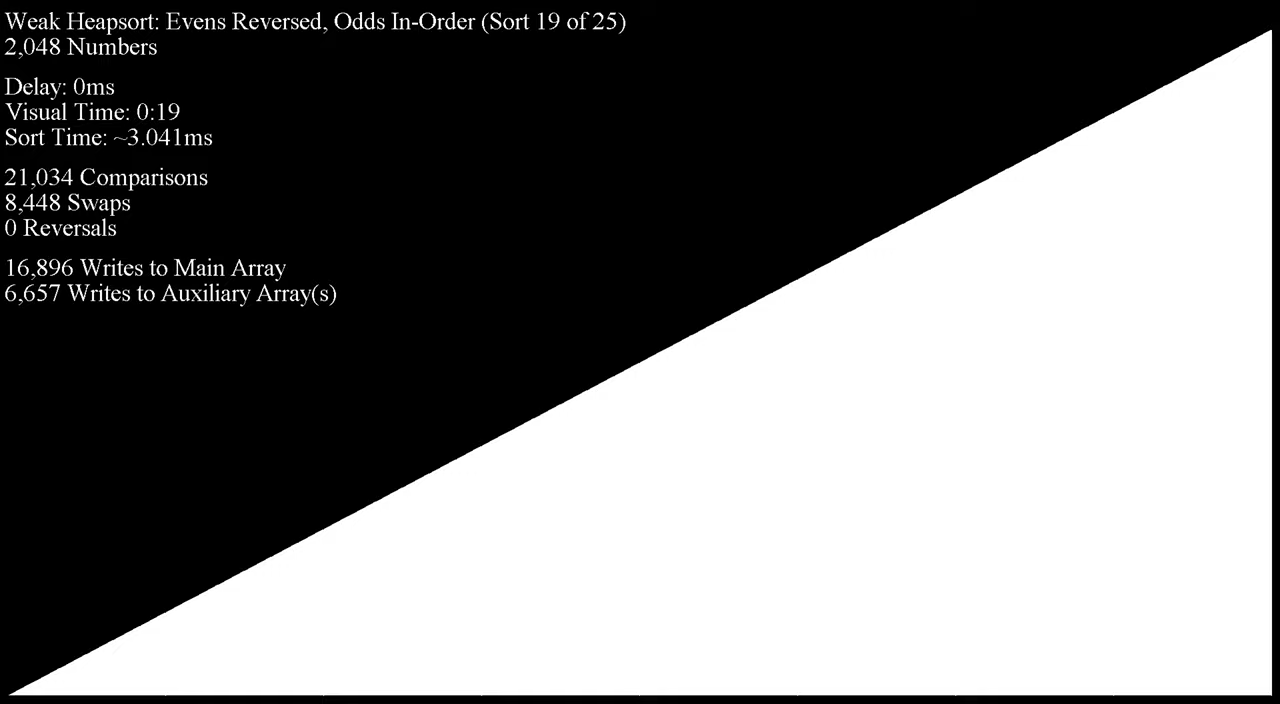 Weak Heapsort: Evens Reversed, Odds In-Order (Sort 19 of 25)
2,048 Numbers
Delay: 0ms
Visual Time: 0:19
Sort Time: ~3.041ms
21,034 Comparisons
8,448 Swaps
0 Reversals
16,896 Writes to Main Array
6,657 Writes to Auxiliary Array(s)